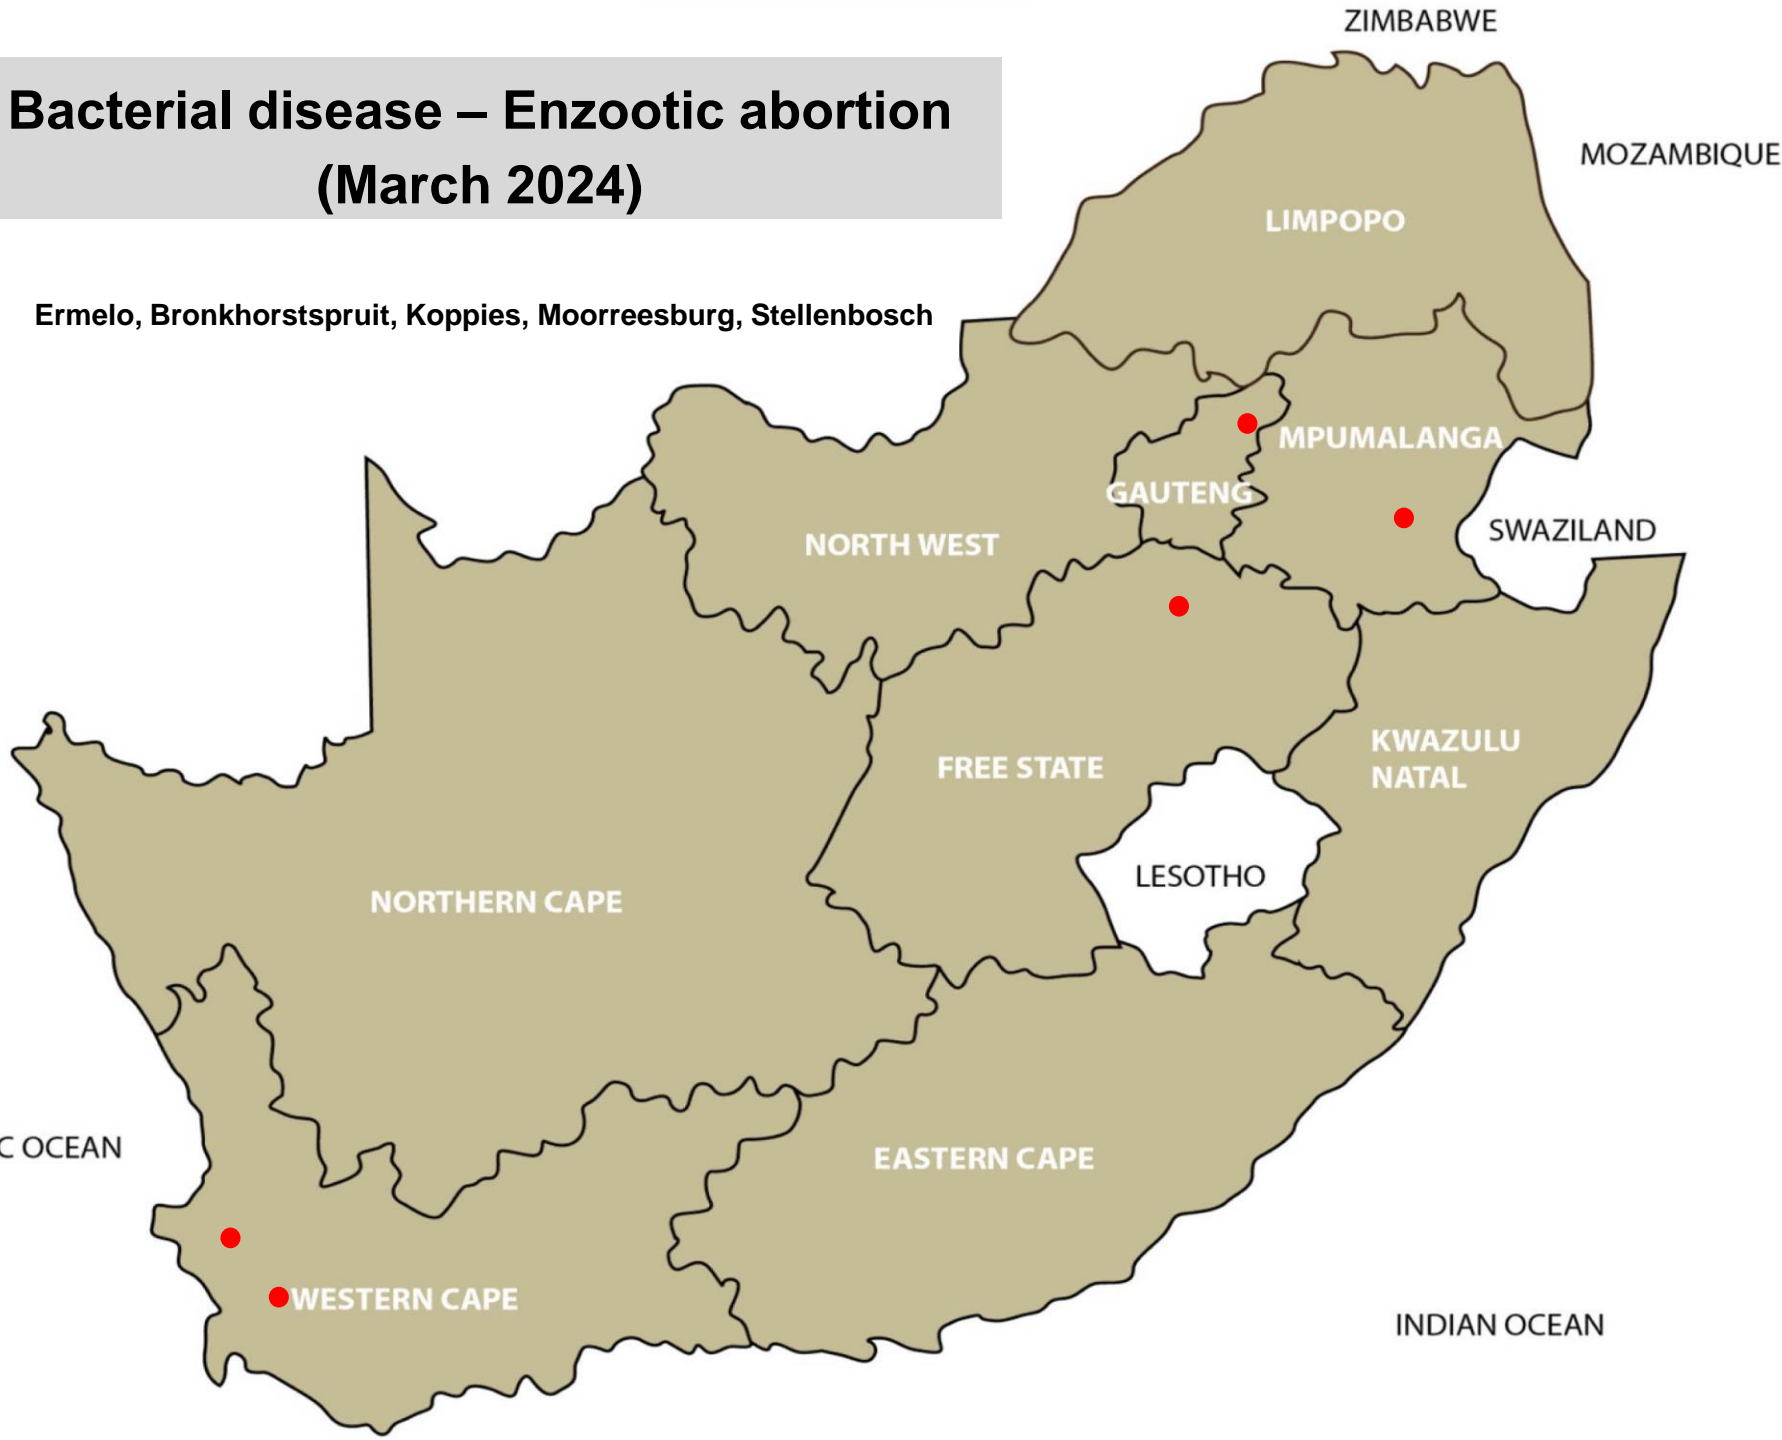 ZIMBABWE
Bacterial disease – Enzootic abortion
(March 2024)
MOZAMBIQUE
LIMPOPO
Ermelo, Bronkhorstspruit, Koppies, Moorreesburg, Stellenbosch
MPUMALANGA
GAUTENG
SWAZILAND
NORTH WEST
KWAZULU
NATAL
FREE STATE
LESOTHO
NORTHERN CAPE
C OCEAN
EASTERN CAPE
WESTERN CAPE
INDIAN OCEAN